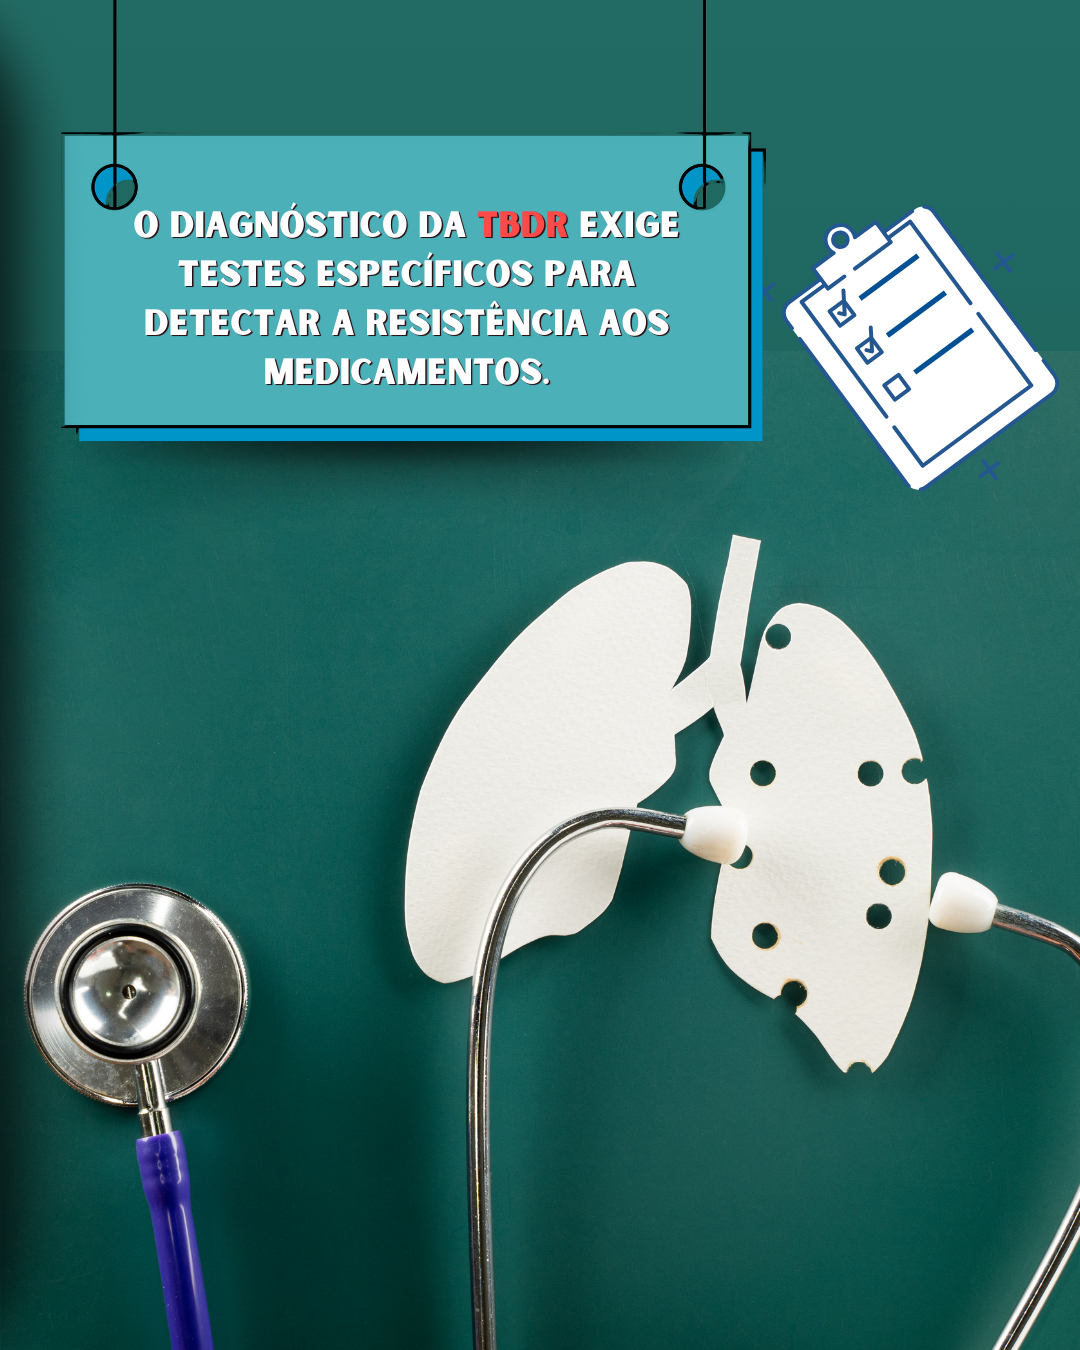 O DIAGNÓSTICO DA TBDR EXIGE
TESTES ESPECÍFICOS PARA
DETECTAR A RESISTÊNCIA AOS
MEDICAMENTOS.